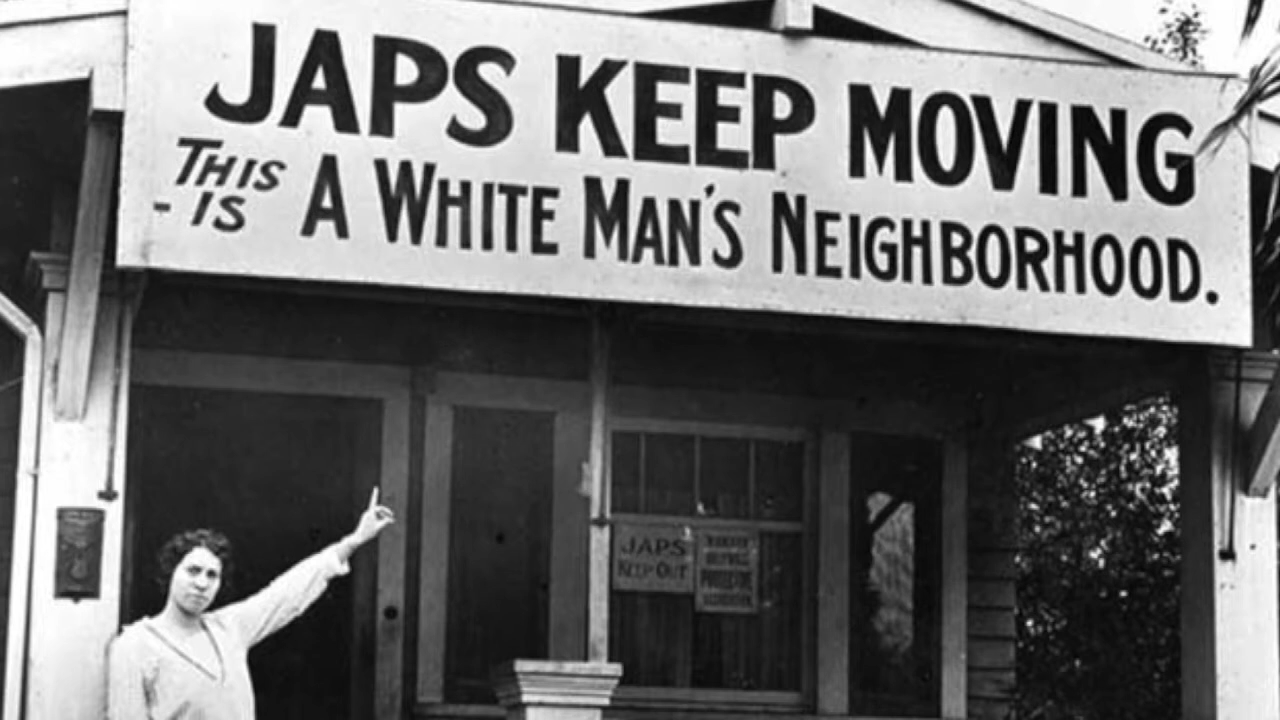 JAPS KEEP MOVING
THIS
- IS A WHITE MAN'S NEIGHBORHOOD.
JAPS
KEEP OUT
PROTECTIVE